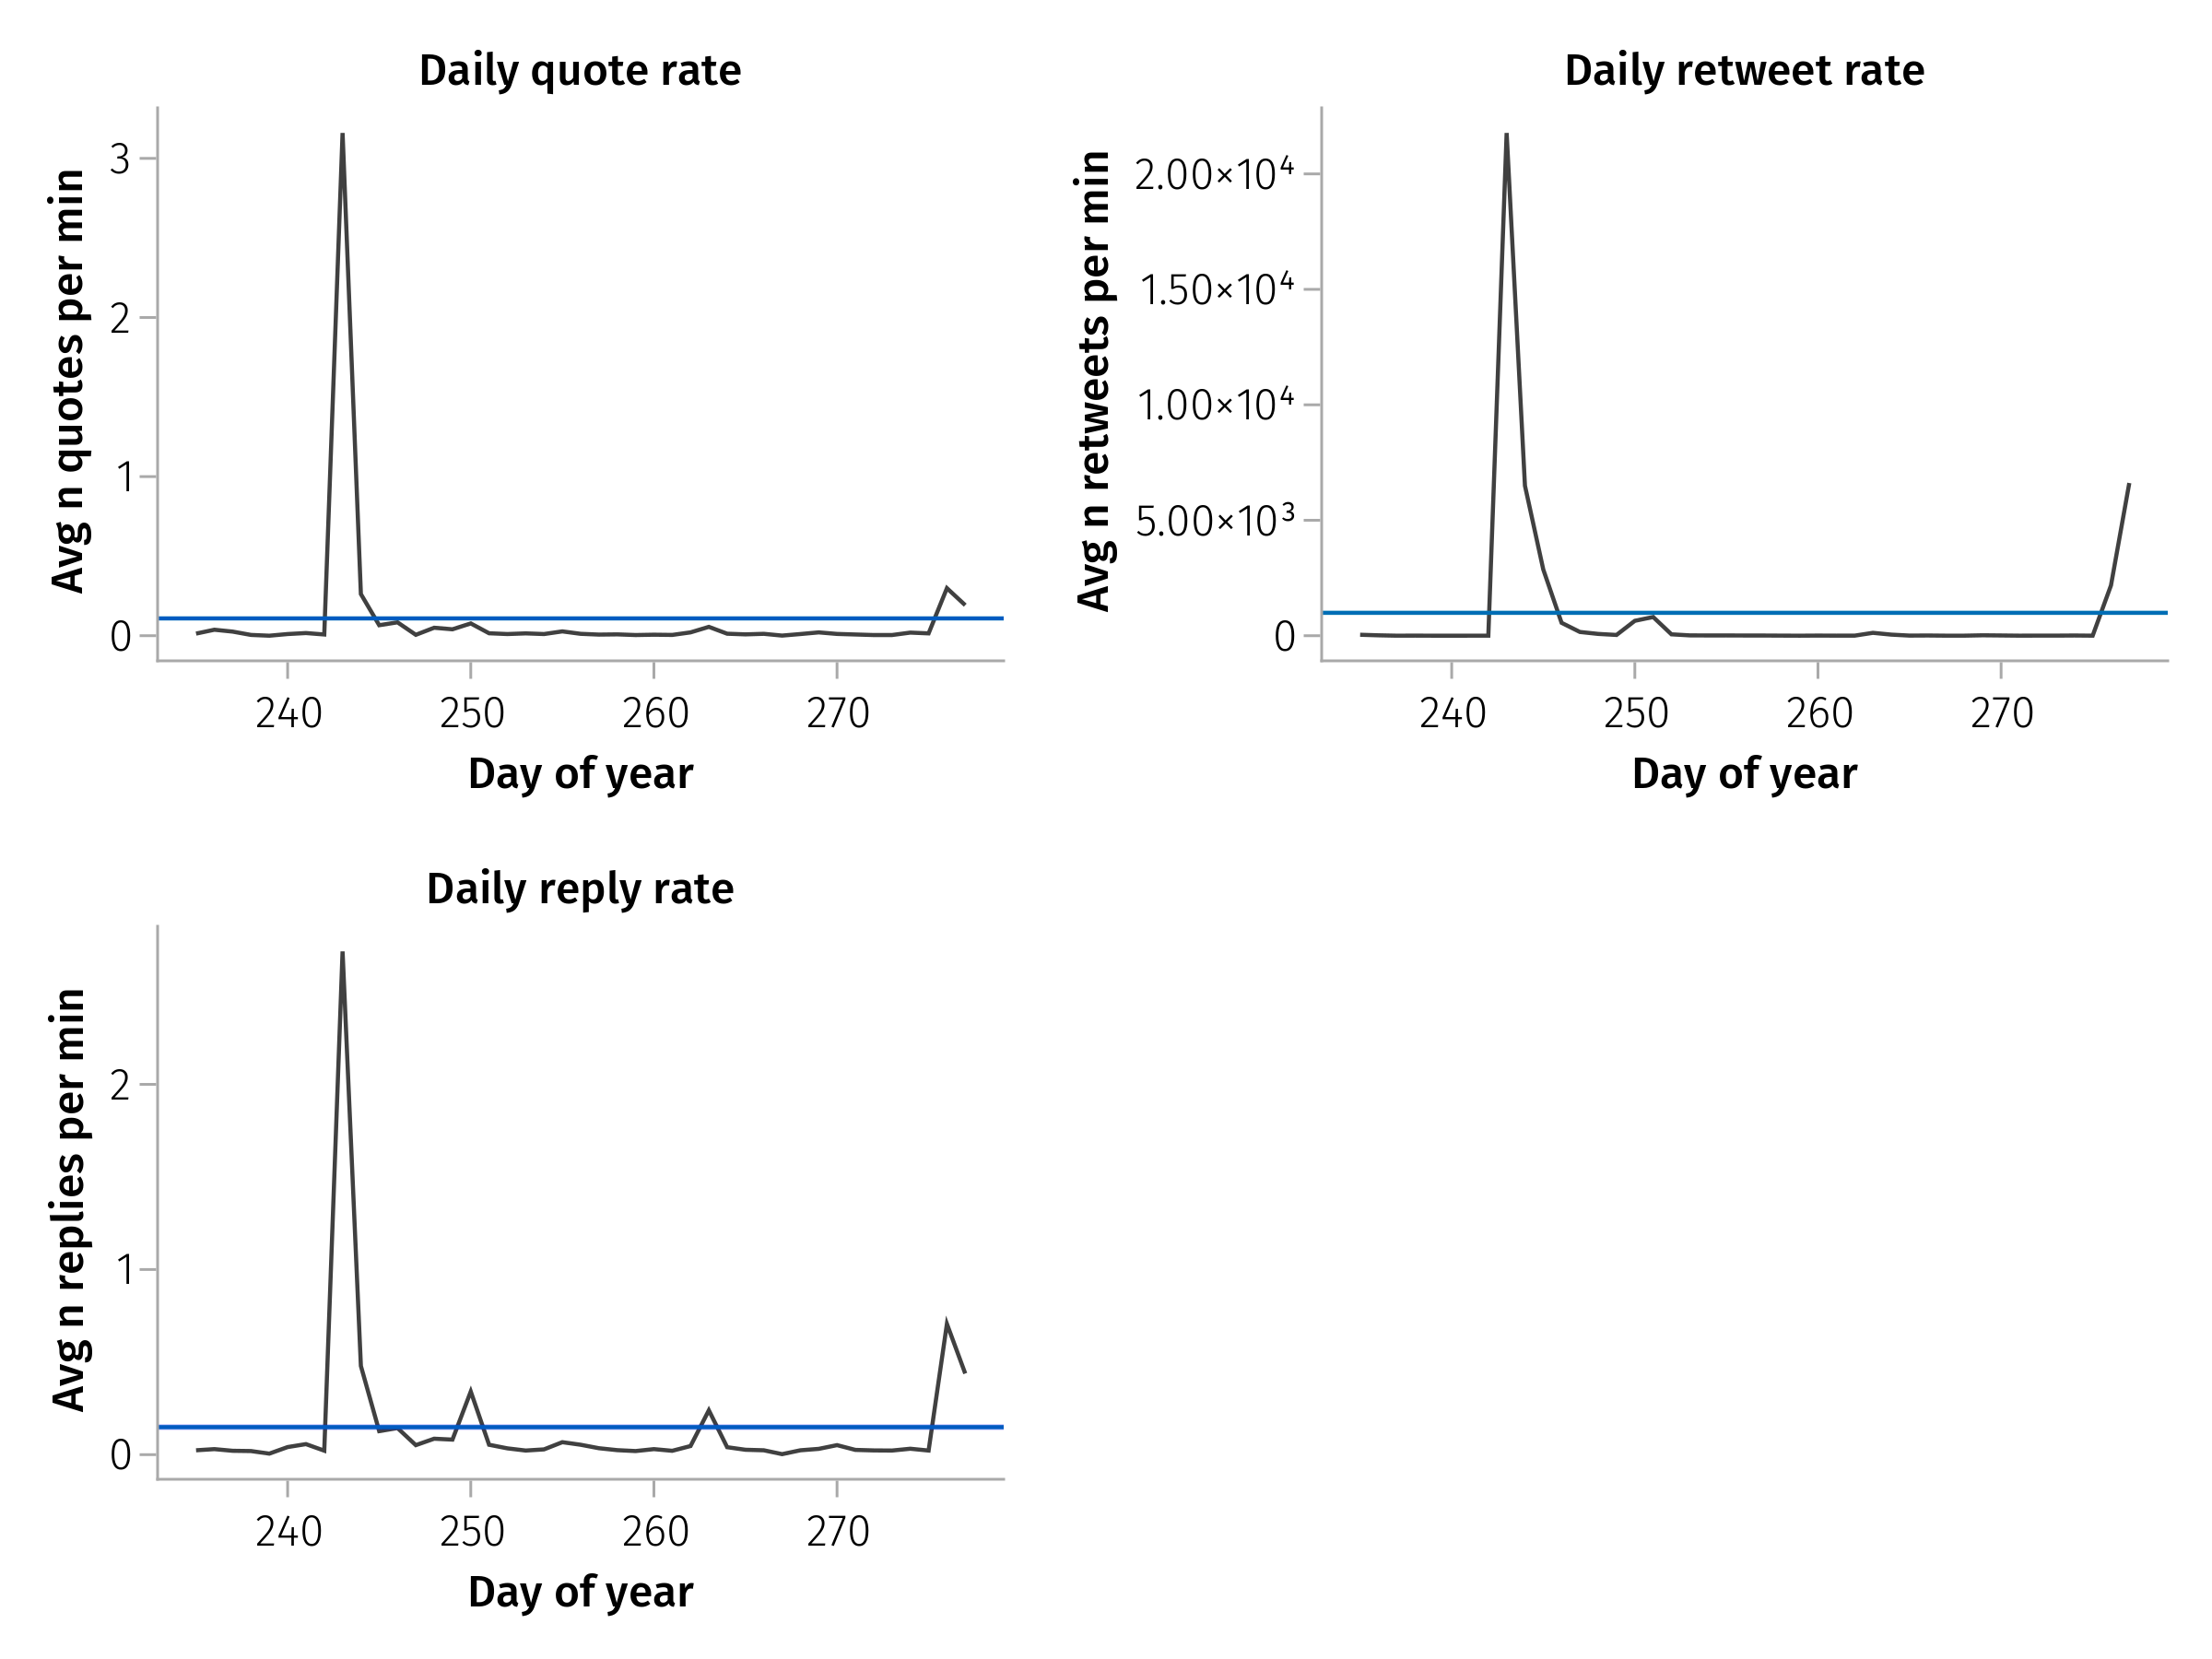 Daily quote rate
Avg n quotes per min
3
2
1
0
240 250 260 270
Day of year
Daily retweet rate
Avg n retweets per min
2.00×10⁴
1.50×10⁴
1.00×10⁴
5.00×10³
0
240 250 260 270
Day of year
Daily reply rate
Avg n replies per min
2
1
0
240 250 260 270
Day of year